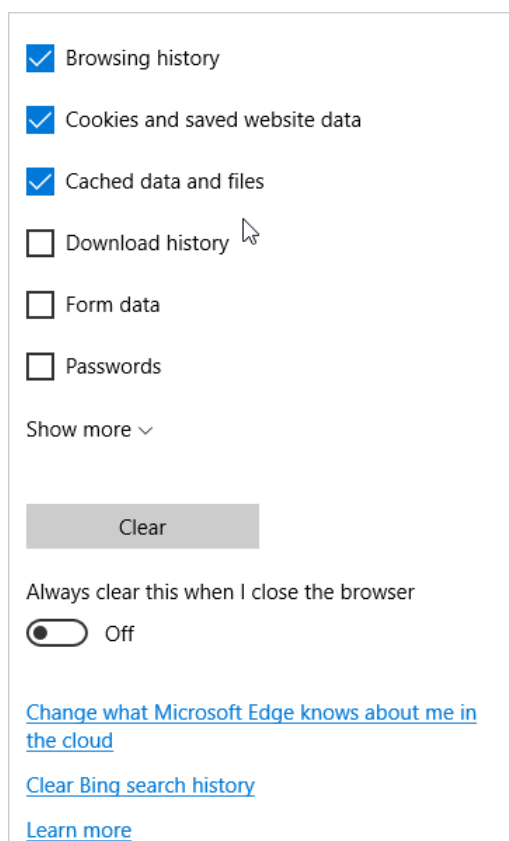 Browsing history
Cookies and saved website data
Cached data and files
Download history
Form data
Passwords
Show more
Clear
Always clear this when I close the browser
Off
Change what Microsoft Edge knows about me in
the cloud
Clear Bing search history
Learn more